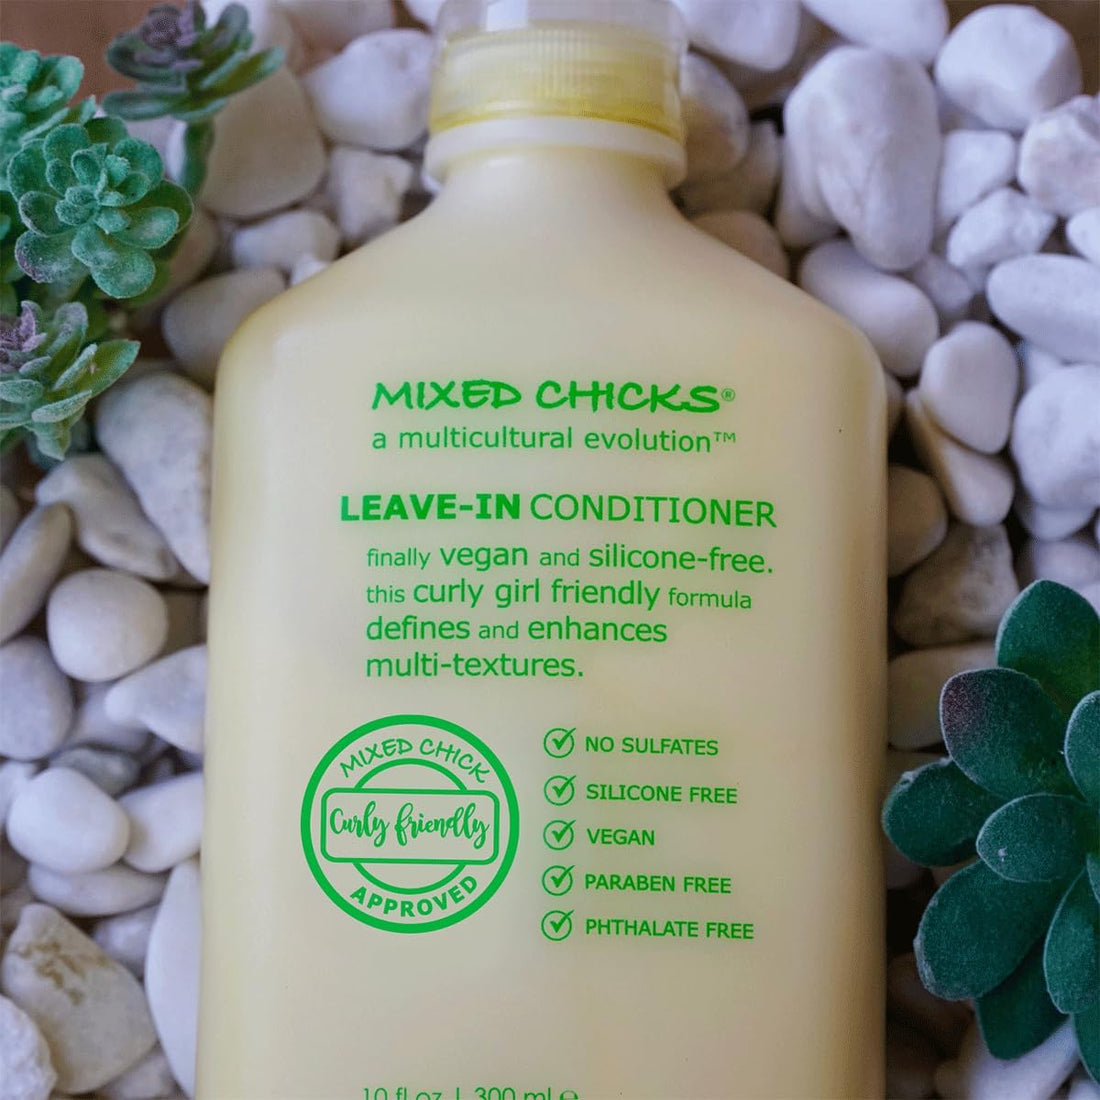 MIXED CHICKS®
a multicultural evolution™
LEAVE-IN CONDITIONER
finally vegan and silicone-free.
this curly girl friendly formula
defines and enhances
multi-textures.
MIXED CHICK
Curly friendly
APPROVED
NO SULFATES
SILICONE FREE
VEGAN
PARABEN FREE
PHTHALATE FREE
10 fl oz | 300 ml ℮